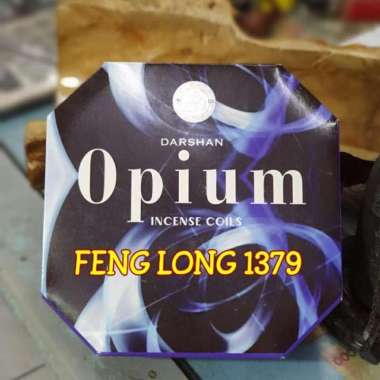 DARSHAN
Opium
INCENSE COILS
FENG LONG 1379